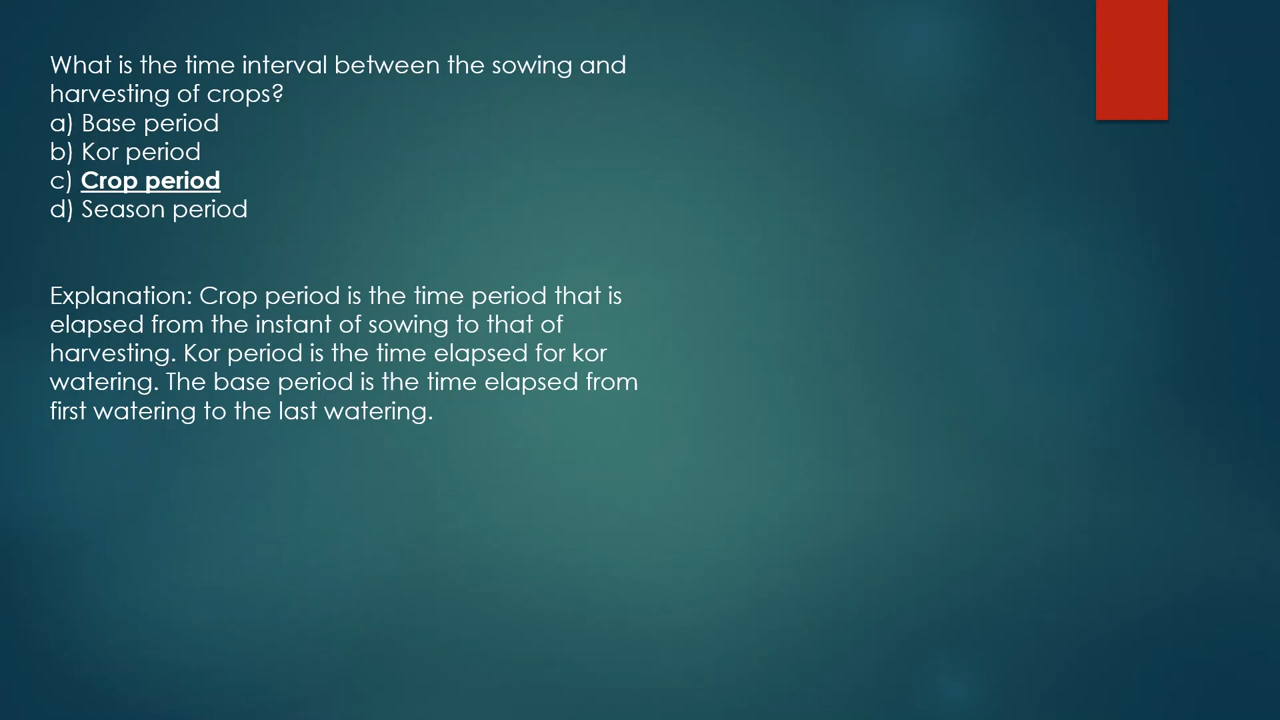 What is the time interval between the sowing and
harvesting of crops?
a) Base period
b) Kor period
c) Crop period
d) Season period
Explanation: Crop period is the time period that is
elapsed from the instant of sowing to that of
harvesting. Kor period is the time elapsed for kor
watering. The base period is the time elapsed from
first watering to the last watering.